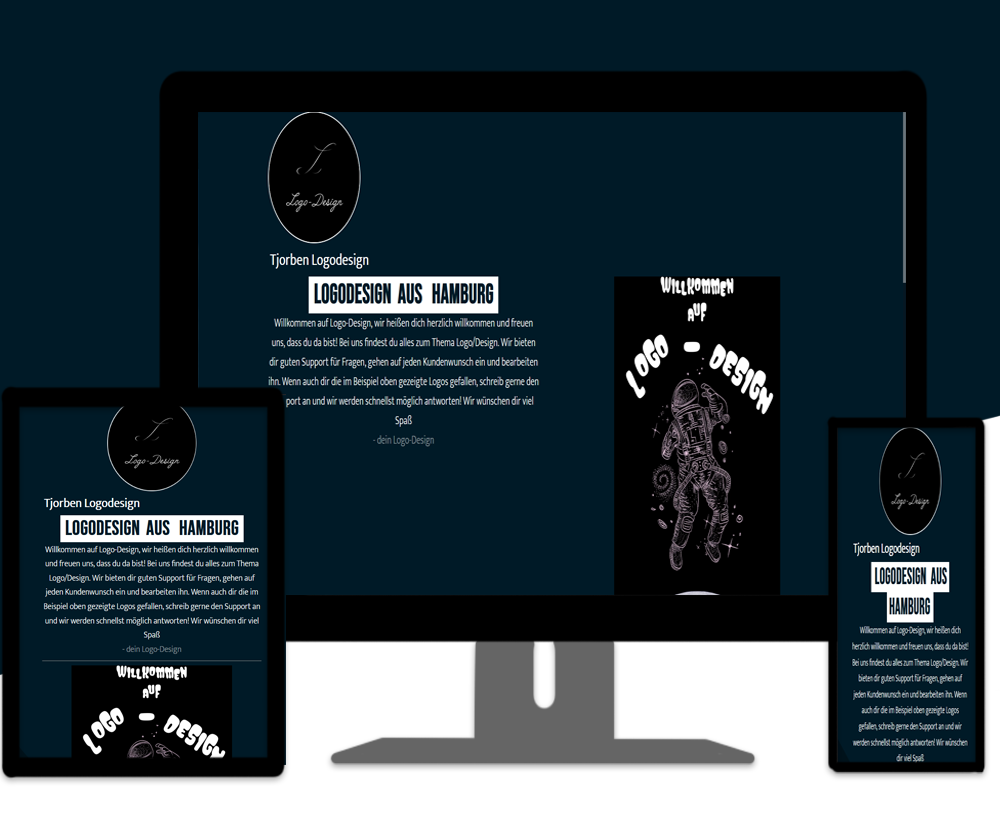 Logo-Design
Tjorben Logodesign
LOGODESIGN AUS HAMBURG
Willkommen auf Logo-Design, wir heißen dich herzlich willkommen und freuen
uns, dass du da bist! Bei uns findest du alles zum Thema Logo/Design. Wir bieten
dir guten Support für Fragen, gehen auf jeden Kundenwunsch ein und bearbeiten
ihn. Wenn auch dir die im Beispiel oben gezeigte Logos gefallen, schreib gerne den
port an und wir werden schnellst möglich antworten! Wir wünschen dir viel
Spaß
- dein Logo-Design
WILLKOMMEN
AUF
LOGO - DESIGN
Logo-Design
Tjorben Logodesign
LOGODESIGN AUS HAMBURG
Willkommen auf Logo-Design, wir heißen dich herzlich willkommen
und freuen uns, dass du da bist! Bei uns findest du alles zum Thema
Logo/Design. Wir bieten dir guten Support für Fragen, gehen auf
jeden Kundenwunsch ein und bearbeiten ihn. Wenn auch dir die im
Beispiel oben gezeigte Logos gefallen, schreib gerne den Support an
und wir werden schnellst möglich antworten! Wir wünschen dir viel
Spaß
- dein Logo-Design
WILLKOMMEN
AUF
LOGO - DESIGN
Logo-Design
Tjorben Logodesign
LOGODESIGN AUS
HAMBURG
Willkommen auf Logo-Design, wir heißen dich
herzlich willkommen und freuen uns, dass du da bist!
Bei uns findest du alles zum Thema Logo/Design. Wir
bieten dir guten Support für Fragen, gehen auf
jeden Kundenwunsch ein und bearbeiten ihn. Wenn
auch dir die im Beispiel oben gezeigte Logos
gefallen, schreib gerne den Support an und wir
werden schnellst möglich antworten! Wir wünschen
dir viel Spaß